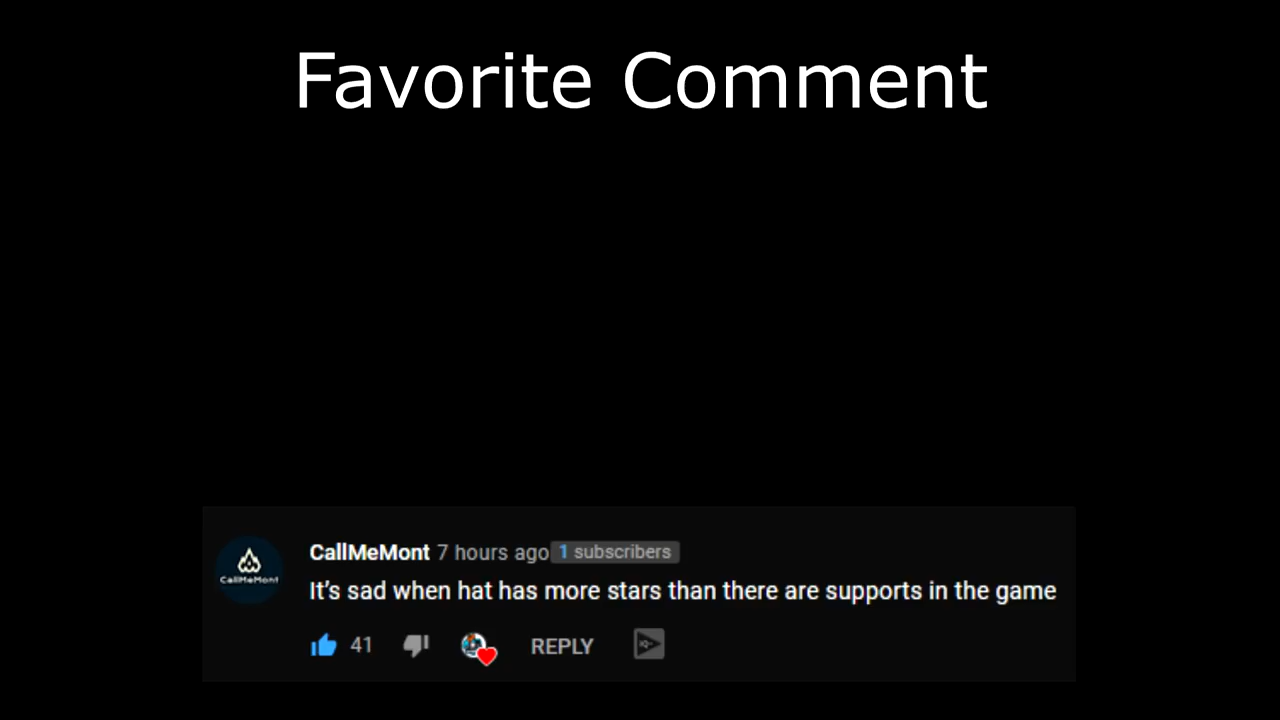 Favorite Comment
CallMeMont 7 hours ago 1 subscribers
CallMeMont
It’s sad when hat has more stars than there are supports in the game
41 REPLY